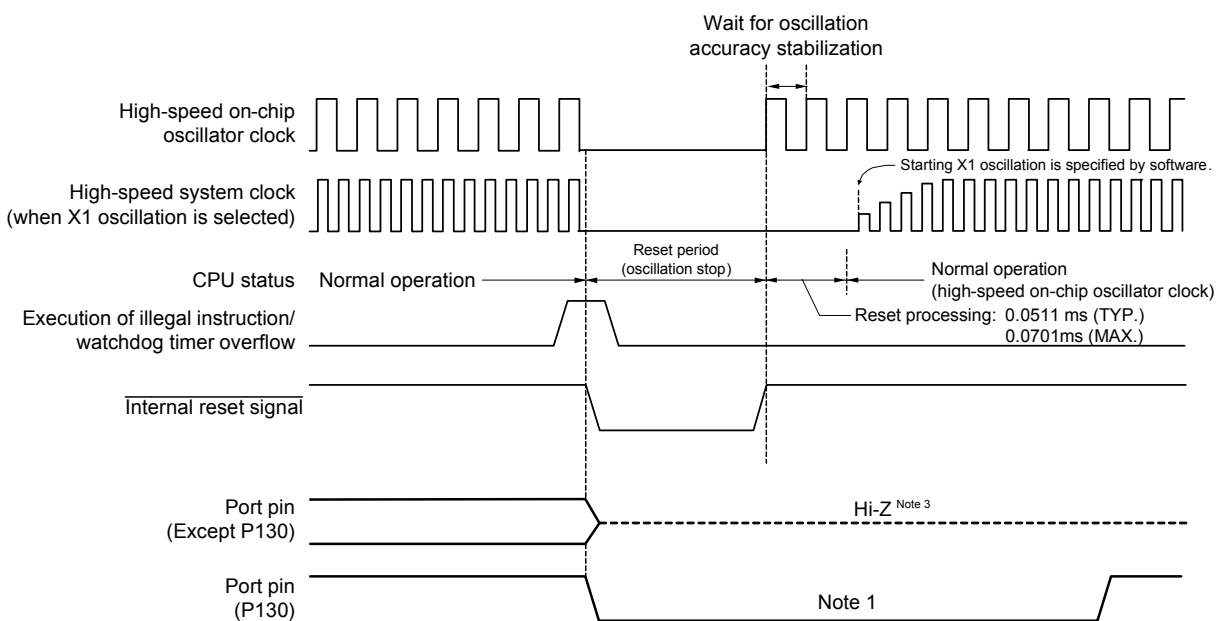 Wait for oscillation
accuracy stabilization
High-speed on-chip
oscillator clock
Starting X1 oscillation is specified by software.
High-speed system clock
(when X1 oscillation is selected)
Reset period
(oscillation stop)
CPU status
Normal operation
Normal operation
(high-speed on-chip oscillator clock)
Reset processing: 0.0511 ms (TYP.)
0.0701ms (MAX.)
Execution of illegal instruction/
watchdog timer overflow
Internal reset signal
Port pin
(Except P130)
Hi-Z Note 3
Port pin
(P130)
Note 1